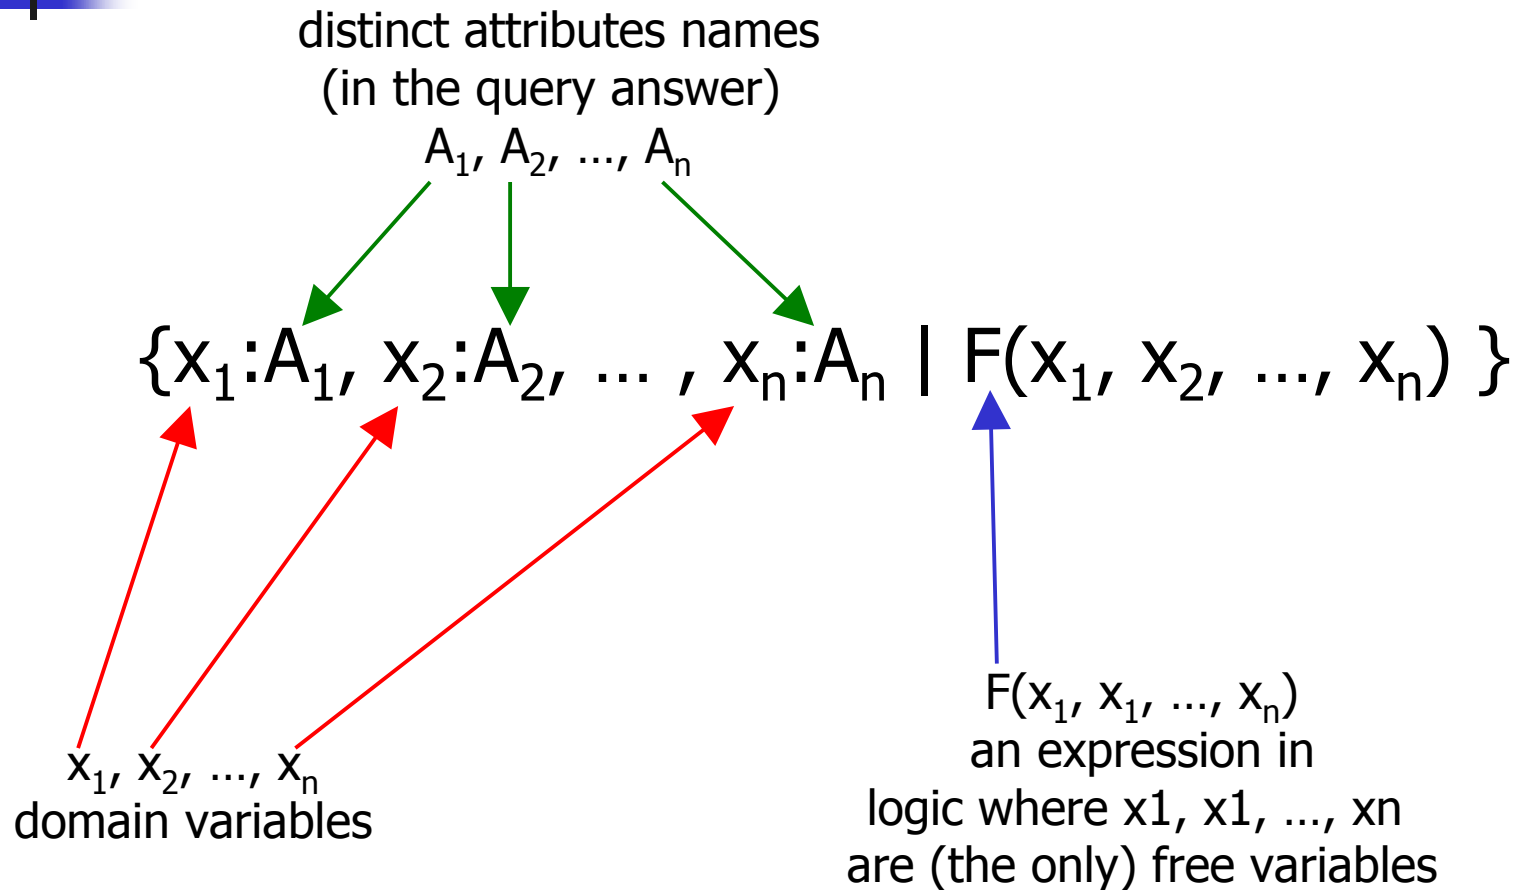 distinct attributes names
(in the query answer)
A₁, A₂, …, Aₙ
{x₁:A₁, x₂:A₂, … , xₙ:Aₙ | F(x₁, x₂, …, xₙ) }
x₁, x₂, …, xₙ
domain variables
F(x₁, x₁, …, xₙ)
an expression in
logic where x1, x1, …, xn
are (the only) free variables